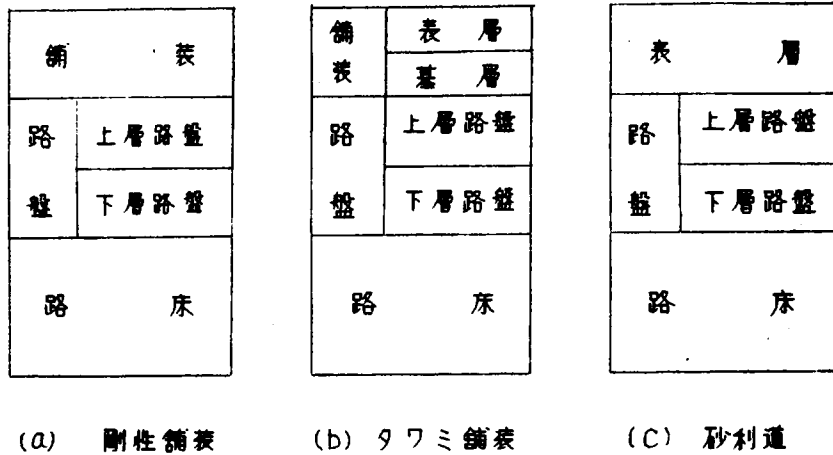 舗装
路盤
上層路盤
下層路盤
路床
(a) 剛性舗装
舗装
表層
基層
路盤
上層路盤
下層路盤
路床
(b) タワミ舗装
表層
路盤
上層路盤
下層路盤
路床
(C) 砂利道